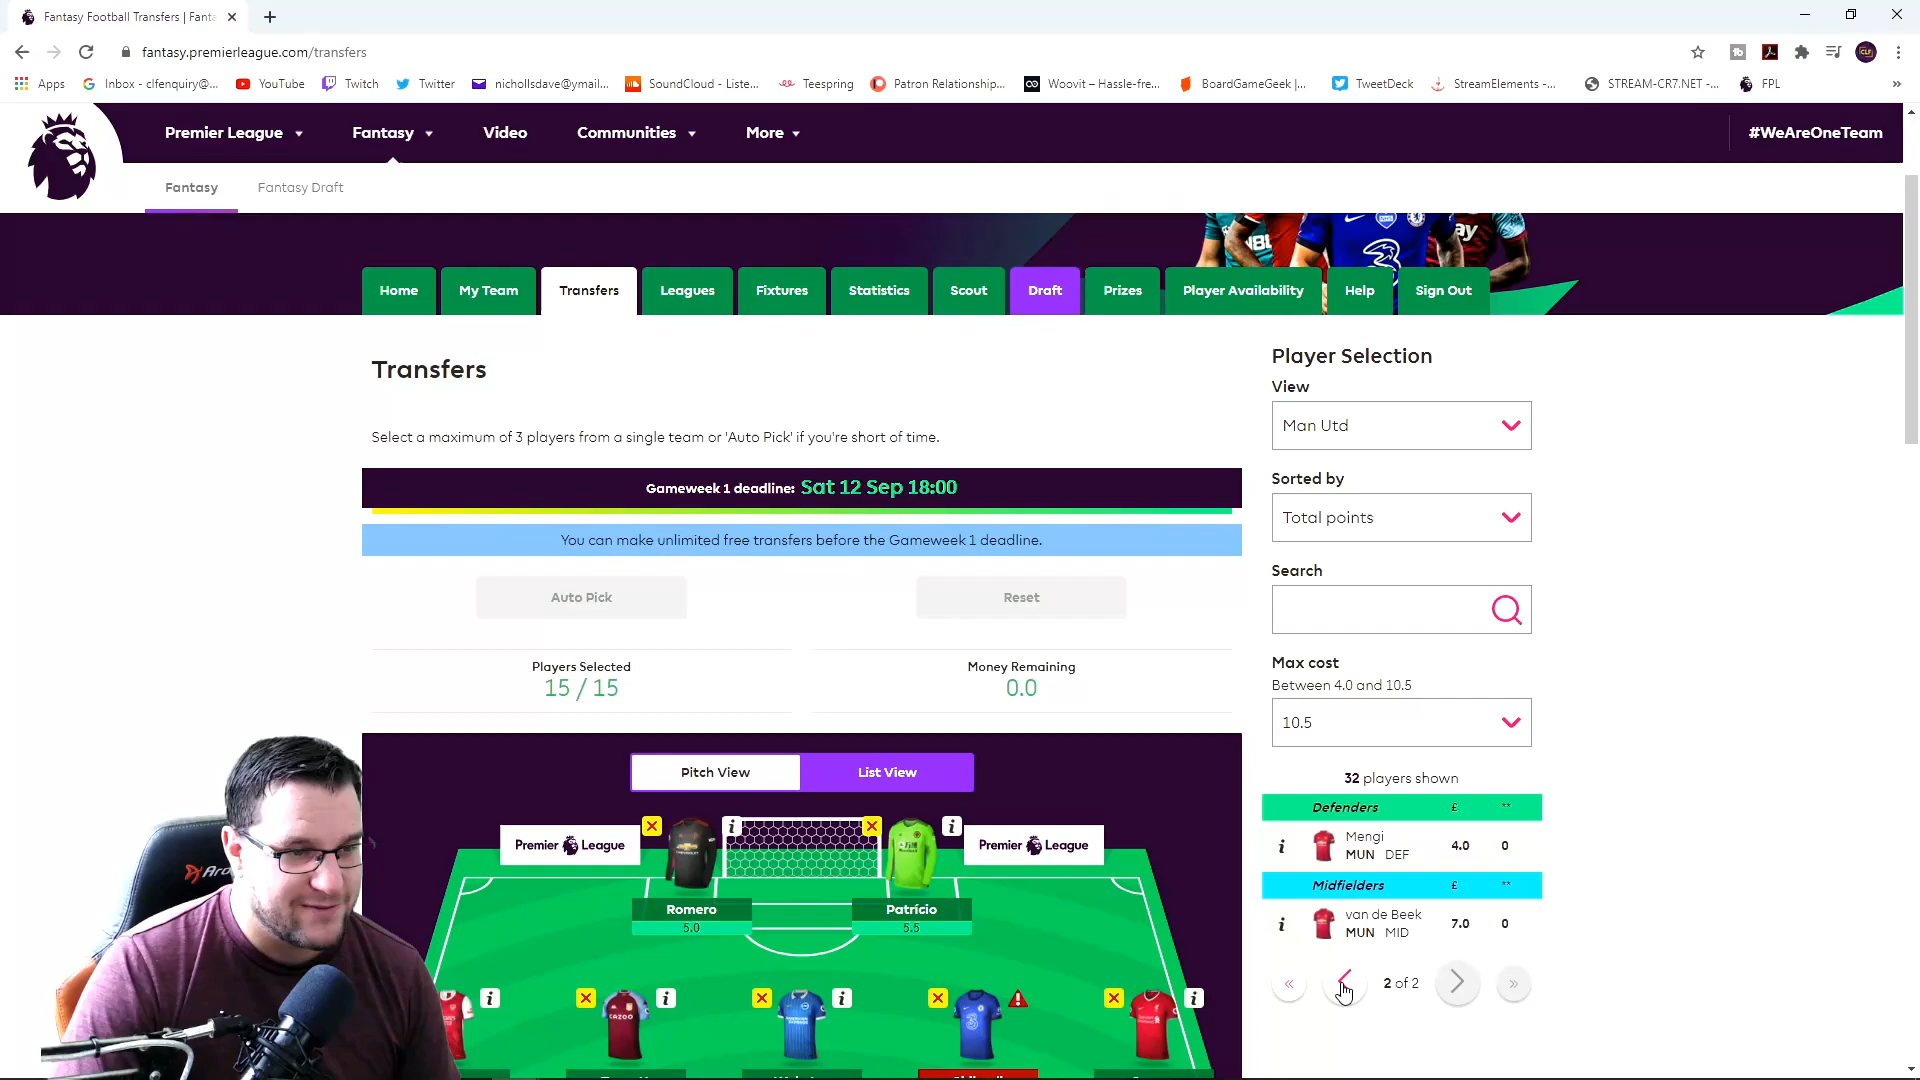 Fantasy Football Transfers | Fanta
fantasy.premierleague.com/transfers
Apps
Inbox - clfenquiry@...
YouTube
Twitch
Twitter
nichollsdave@ymail...
SoundCloud - Liste...
Teespring
Patron Relationship...
Woovit – Hassle-fre...
BoardGameGeek |...
TweetDeck
StreamElements -...
STREAM-CR7.NET -...
FPL
»
Premier League
Fantasy
Video
Communities
More
#WeAreOneTeam
Fantasy
Fantasy Draft
Home
My Team
Transfers
Leagues
Fixtures
Statistics
Scout
Draft
Prizes
Player Availability
Help
Sign Out
Transfers
Select a maximum of 3 players from a single team or 'Auto Pick' if you're short of time.
Gameweek 1 deadline: Sat 12 Sep 18:00
You can make unlimited free transfers before the Gameweek 1 deadline.
Auto Pick
Reset
Players Selected
15 / 15
Money Remaining
0.0
Pitch View
List View
Premier League
Premier League
Romero
5.0
Patrício
5.5
CAZOO
Player Selection
View
Man Utd
Sorted by
Total points
Search
Max cost
Between 4.0 and 10.5
10.5
32 players shown
Defenders £ **
Mengi
MUN DEF 4.0 0
Midfielders £ **
van de Beek
MUN MID 7.0 0
« 2 of 2 »